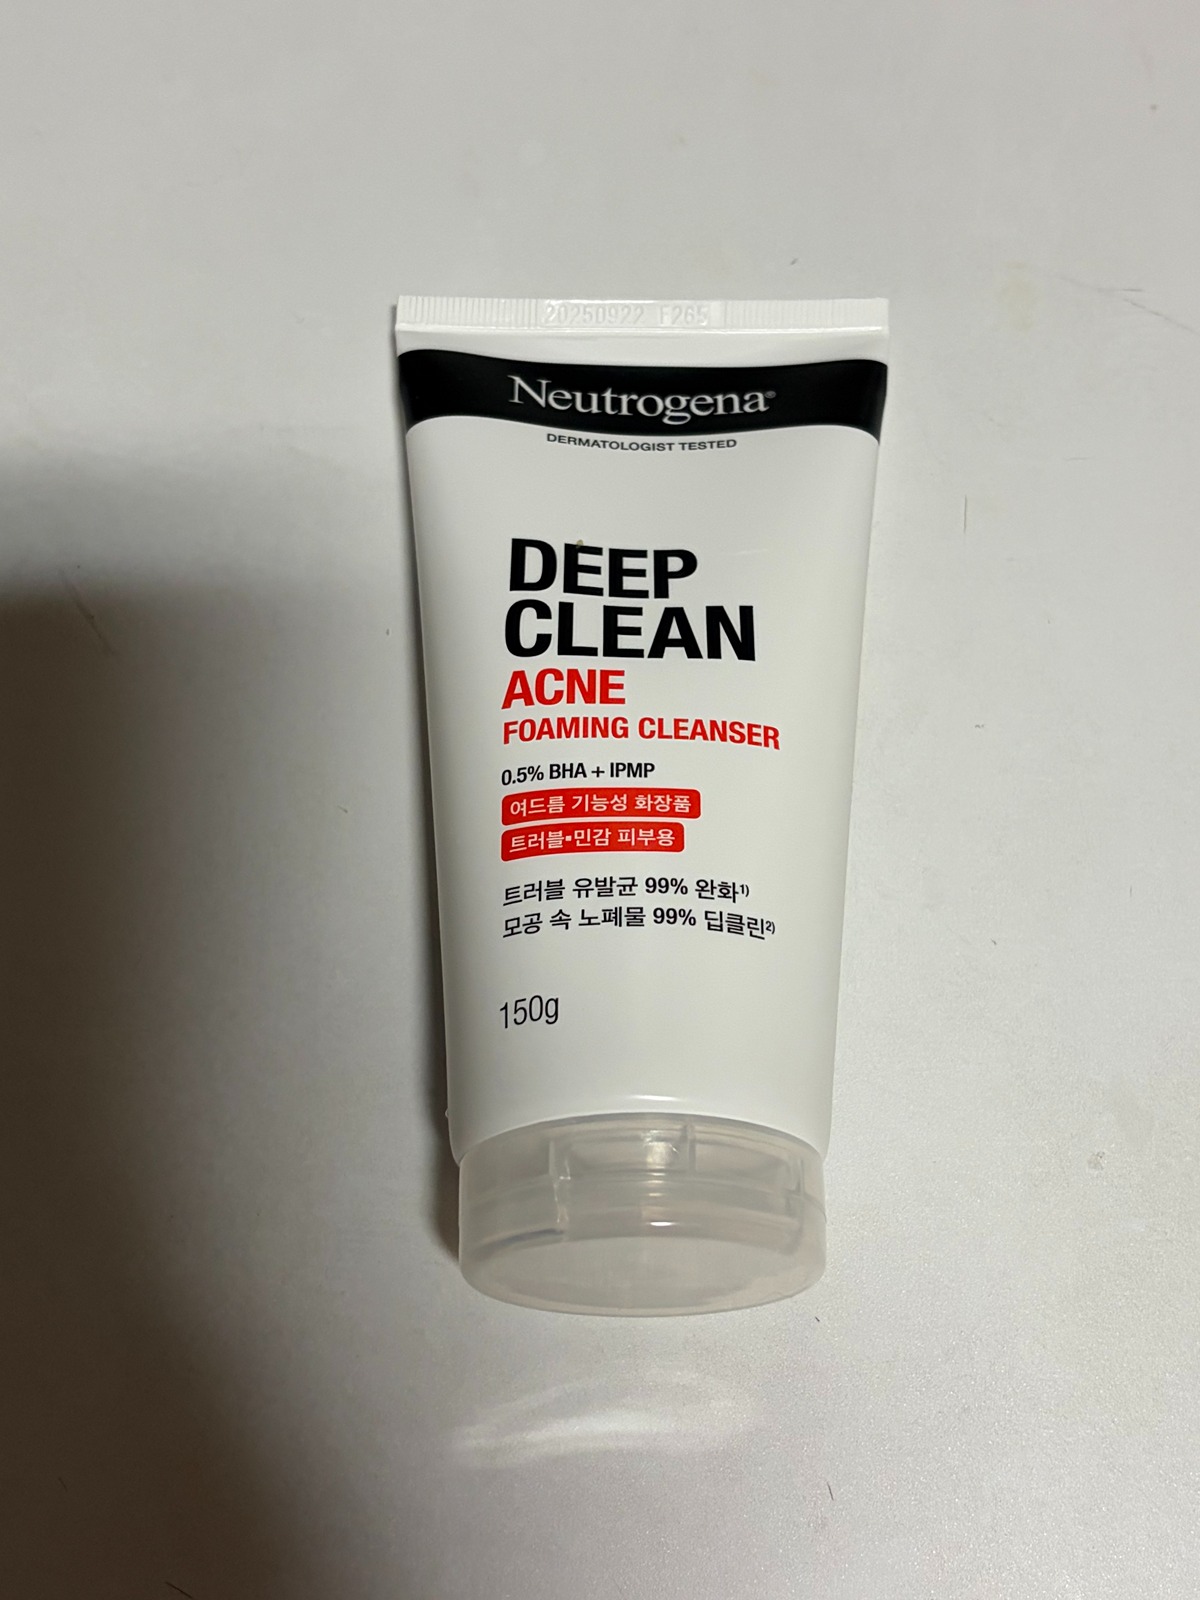 20250922 F265
Neutrogena®
DERMATOLOGIST TESTED
DEEP
CLEAN
ACNE
FOAMING CLEANSER
0.5% BHA + IPMP
여드름 기능성 화장품
트러블▪민감 피부용
트러블 유발균 99% 완화¹⁾
모공 속 노폐물 99% 딥클린²⁾
150g